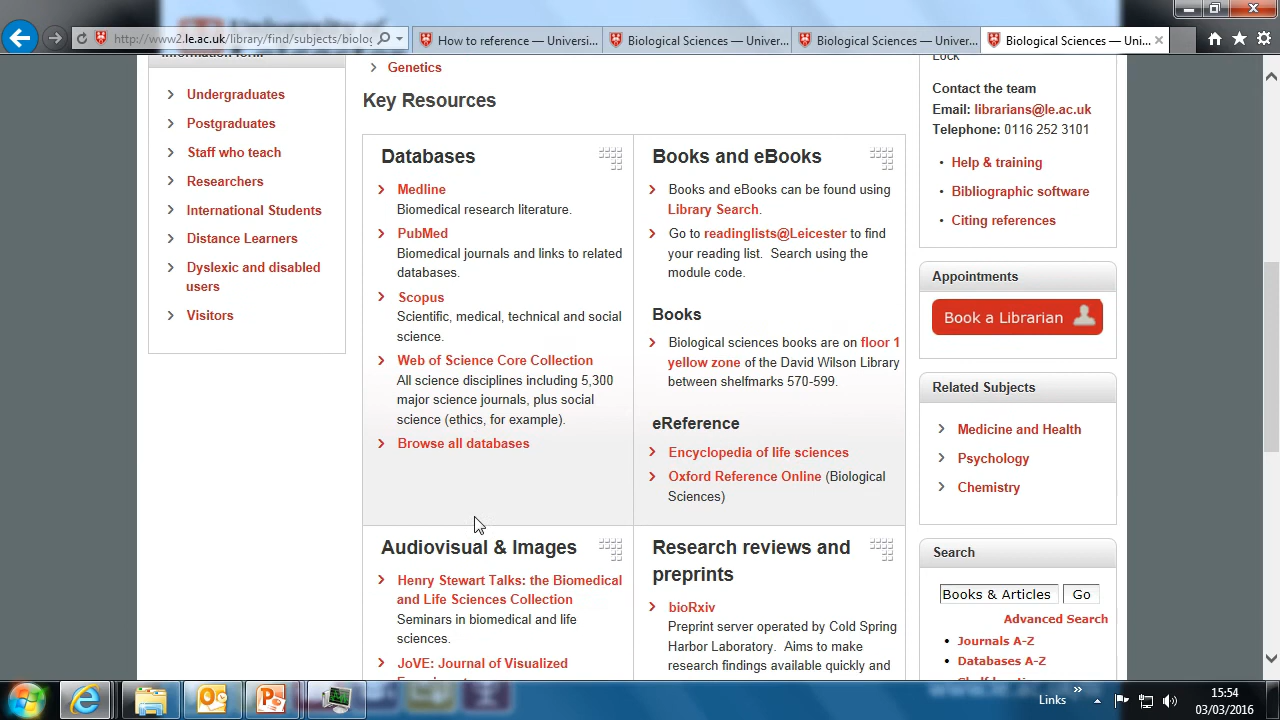 http://www2.le.ac.uk/library/find/subjects/biolog
How to reference — Universi...
Biological Sciences — Univer...
Biological Sciences — Univer...
Biological Sciences — Uni...
Undergraduates
Postgraduates
Staff who teach
Researchers
International Students
Distance Learners
Dyslexic and disabled
users
Visitors
Genetics
Key Resources
Databases
Medline
Biomedical research literature.
PubMed
Biomedical journals and links to related
databases.
Scopus
Scientific, medical, technical and social
science.
Web of Science Core Collection
All science disciplines including 5,300
major science journals, plus social
science (ethics, for example).
Browse all databases
Books and eBooks
Books and eBooks can be found using
Library Search.
Go to readinglists@Leicester to find
your reading list. Search using the
module code.
Books
Biological sciences books are on floor 1
yellow zone of the David Wilson Library
between shelfmarks 570-599.
eReference
Encyclopedia of life sciences
Oxford Reference Online (Biological
Sciences)
Audiovisual & Images
Henry Stewart Talks: the Biomedical
and Life Sciences Collection
Seminars in biomedical and life
sciences.
JoVE: Journal of Visualized
Research reviews and
preprints
bioRxiv
Preprint server operated by Cold Spring
Harbor Laboratory. Aims to make
research findings available quickly and
Contact the team
Email: librarians@le.ac.uk
Telephone: 0116 252 3101
• Help & training
• Bibliographic software
• Citing references
Appointments
Book a Librarian
Related Subjects
Medicine and Health
Psychology
Chemistry
Search
Books & Articles Go
Advanced Search
• Journals A-Z
• Databases A-Z
Links
15:54
03/03/2016